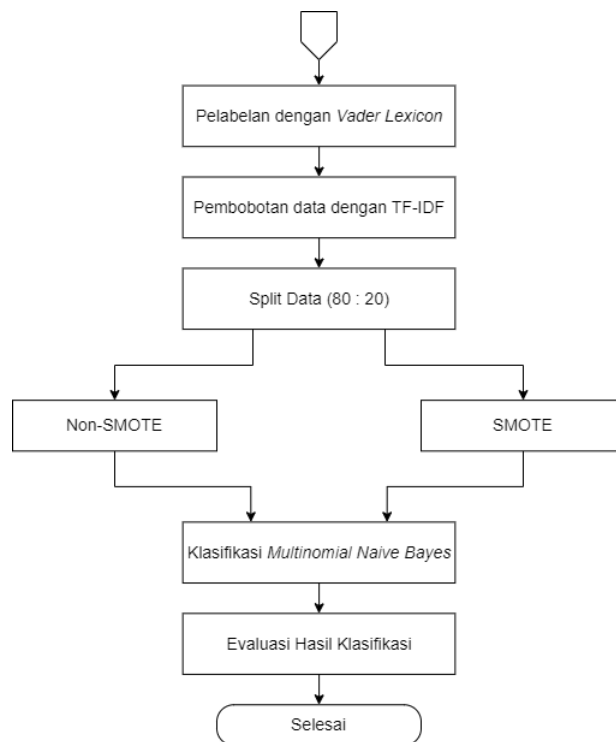 Pelabelan dengan Vader Lexicon
Pembobotan data dengan TF-IDF
Split Data (80 : 20)
Non-SMOTE
SMOTE
Klasifikasi Multinomial Naive Bayes
Evaluasi Hasil Klasifikasi
Selesai